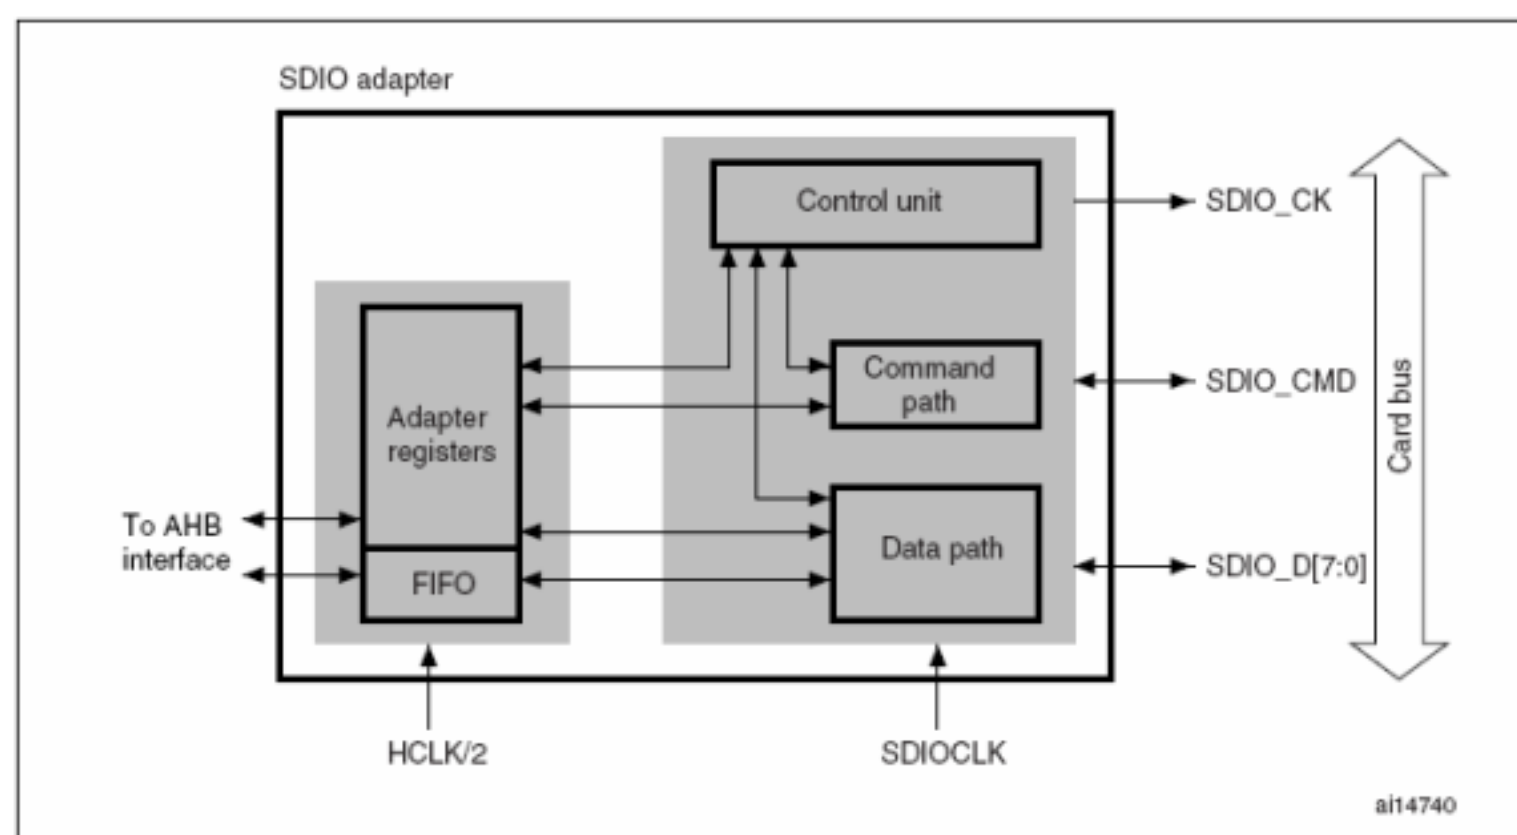 SDIO adapter
Control unit
SDIO_CK
Command
path
SDIO_CMD
Adapter
registers
Card bus
To AHB
interface
Data path
SDIO_D[7:0]
FIFO
HCLK/2
SDIOCLK
ai14740